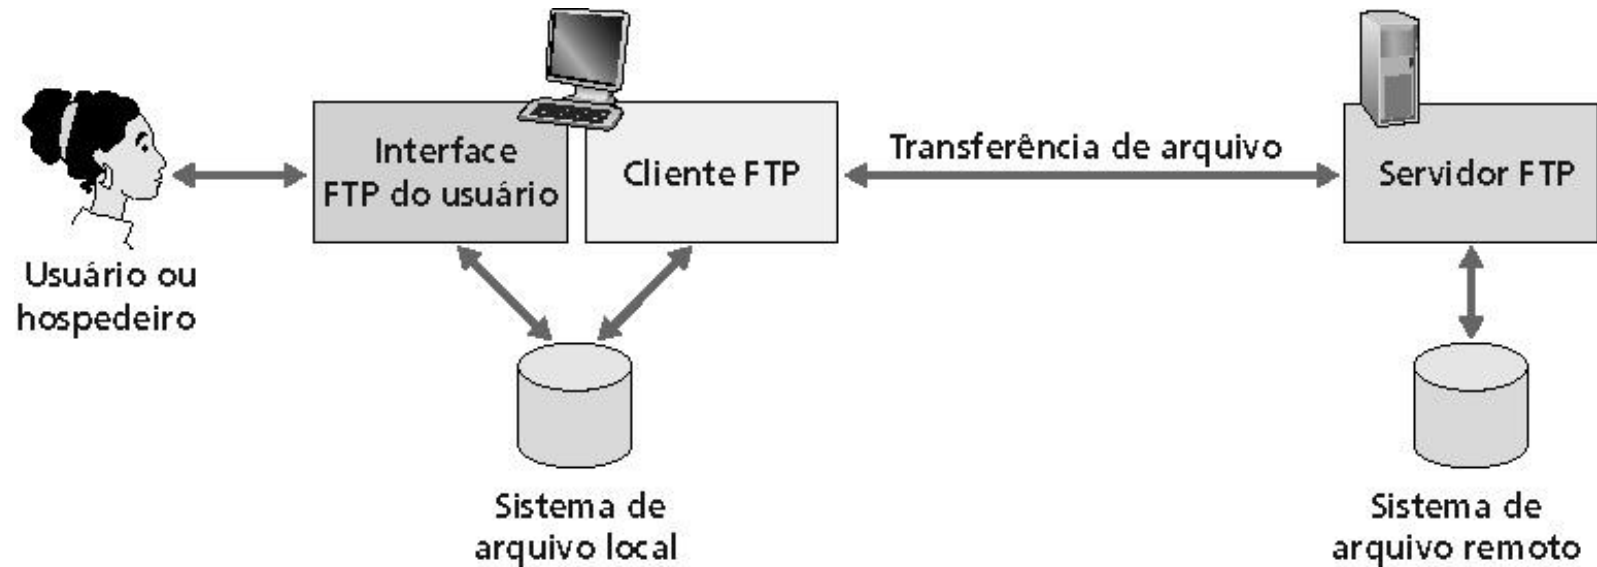 Usuário ou
hospedeiro
Interface
FTP do usuário
Cliente FTP
Transferência de arquivo
Servidor FTP
Sistema de
arquivo local
Sistema de
arquivo remoto